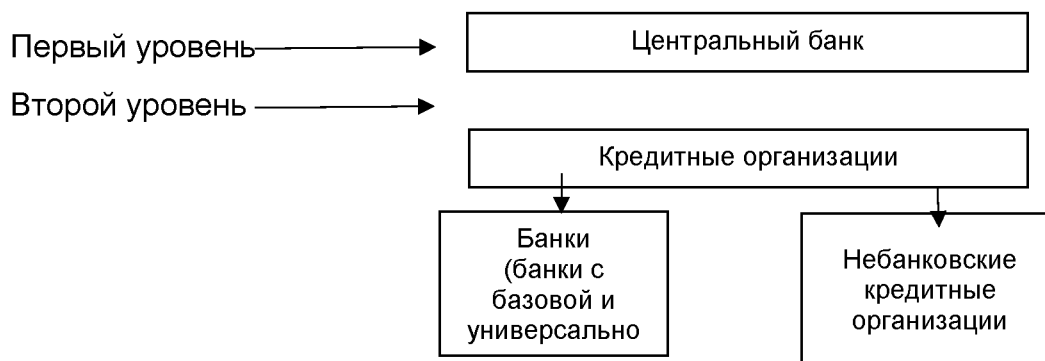 Первый уровень
Центральный банк
Второй уровень
Кредитные организации
Банки
(банки с
базовой и
универсально
Небанковские
кредитные
организации